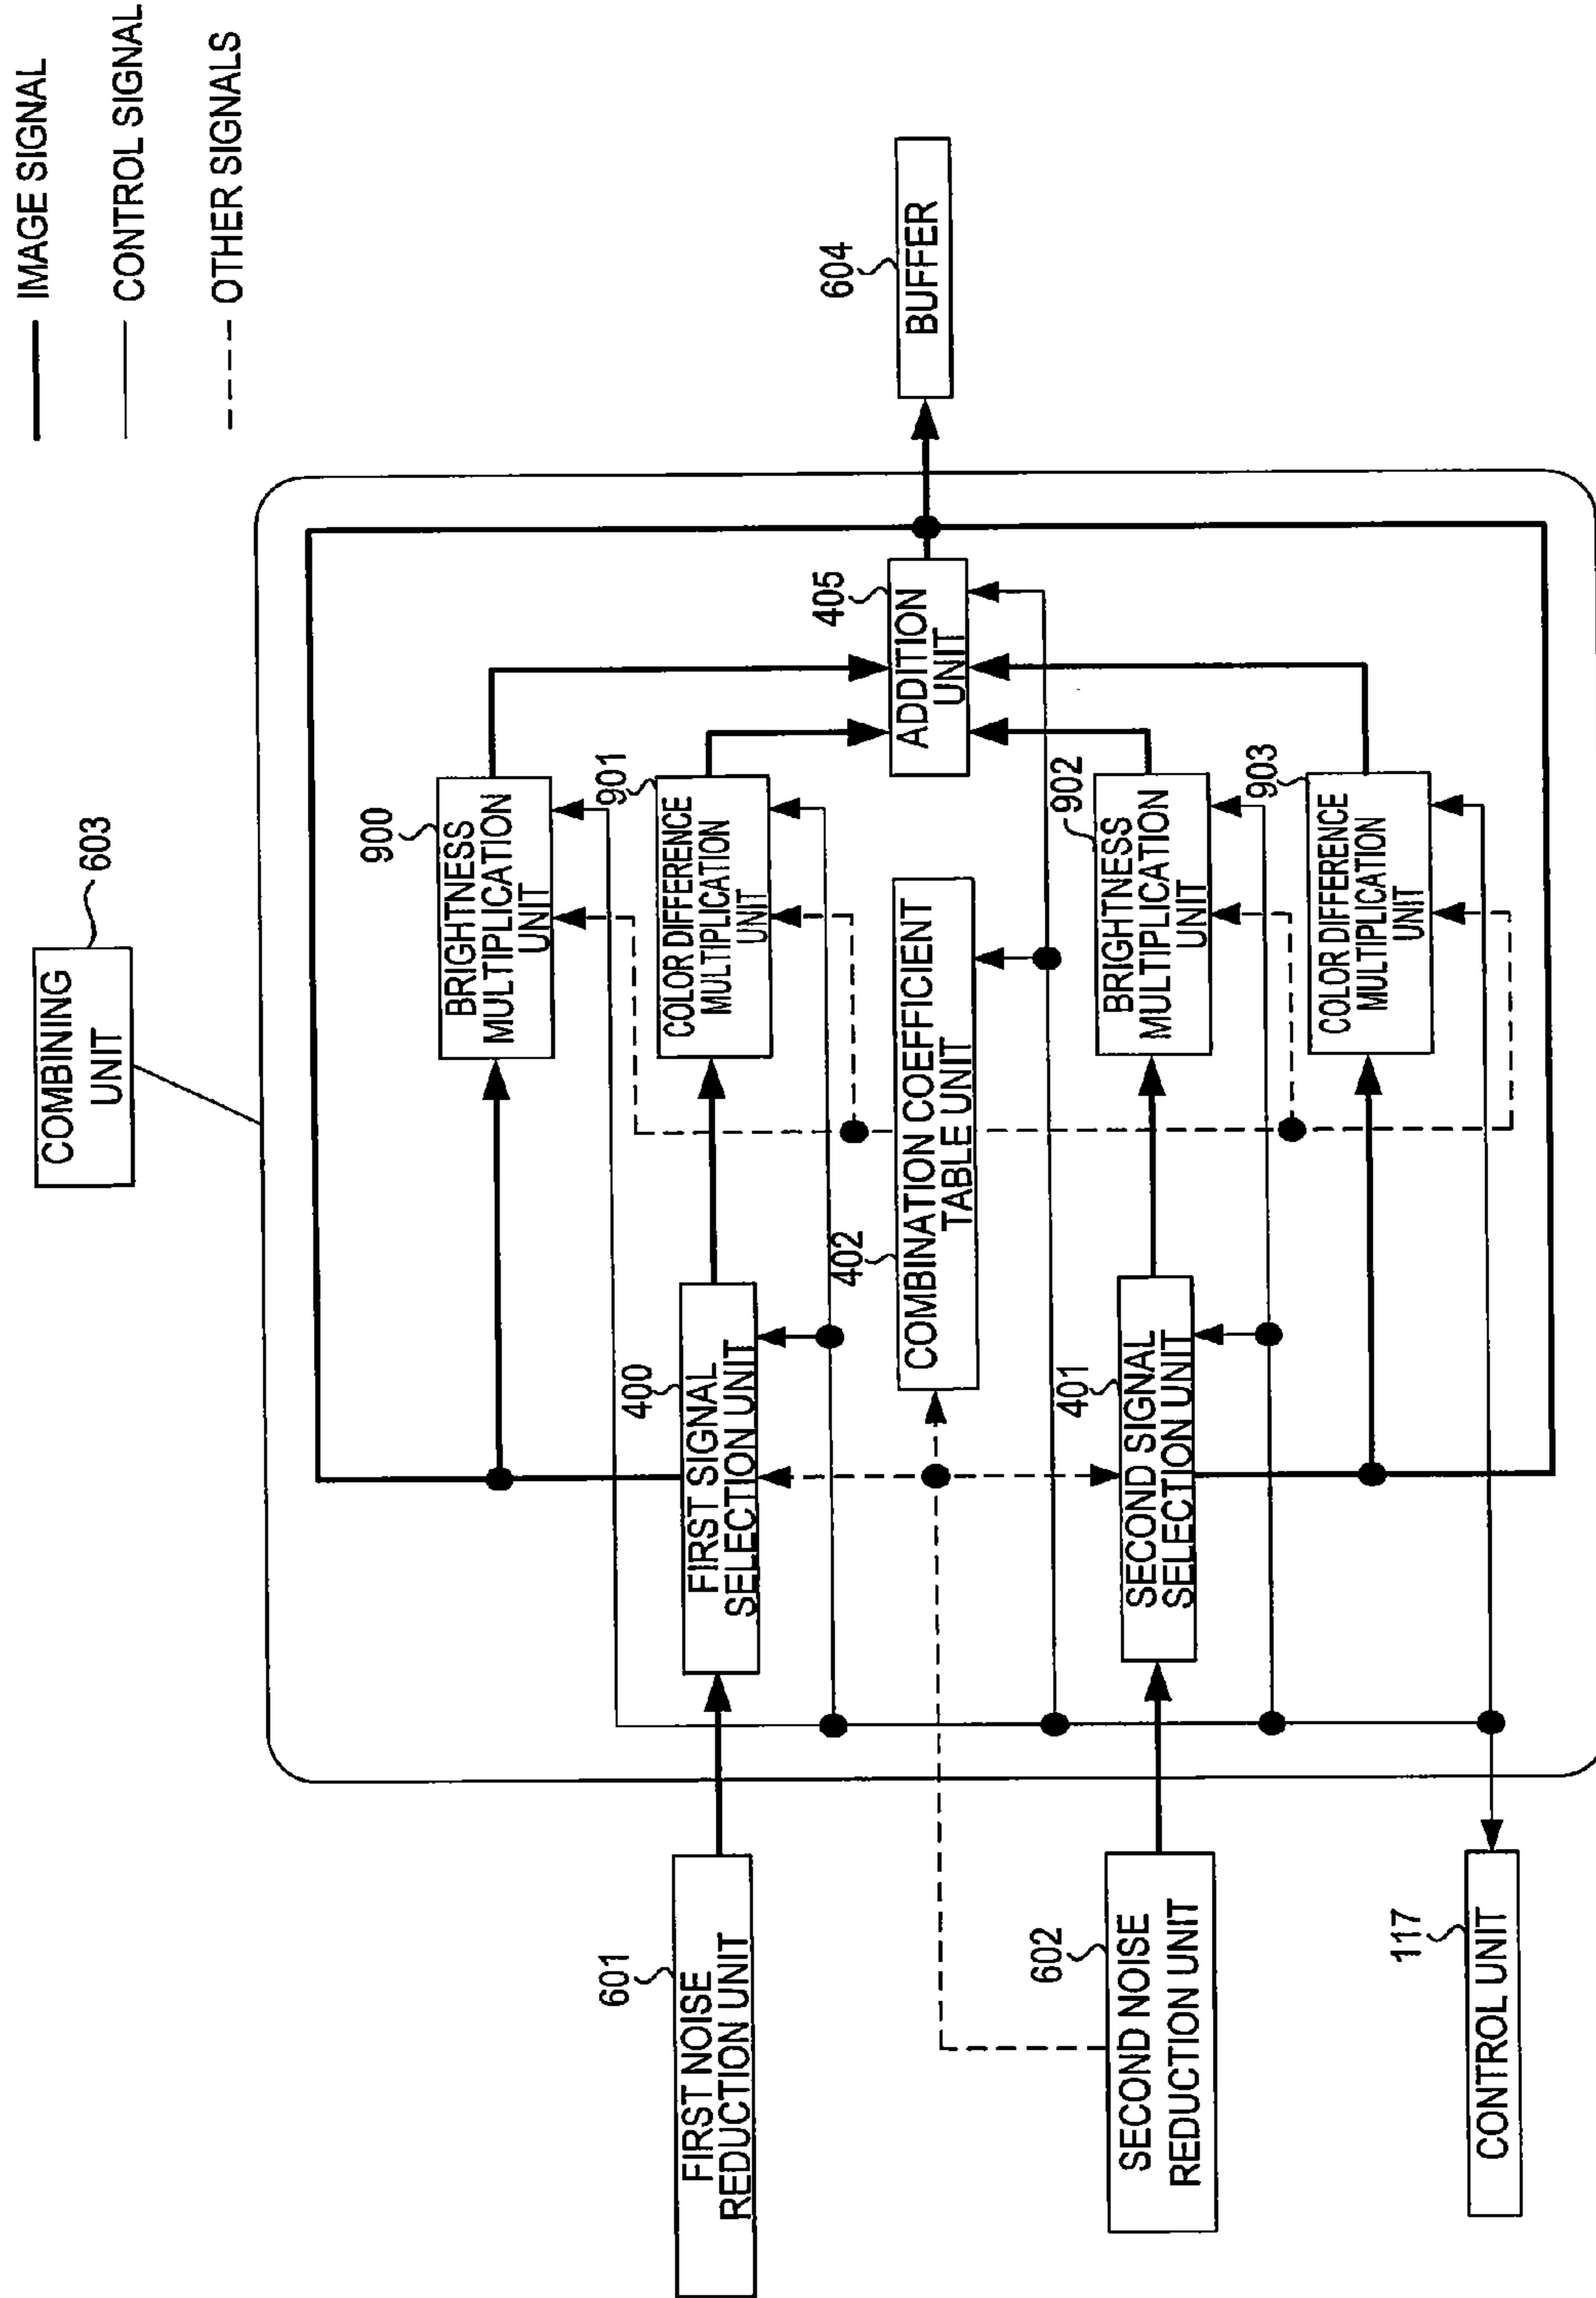 IMAGE SIGNAL
CONTROL SIGNAL
OTHER SIGNALS
COMBINING
UNIT
603
900
BRIGHTNESS
MULTIPLICATION
UNIT
601
FIRST NOISE
REDUCTION UNIT
400
FIRST SIGNAL
SELECTION UNIT
901
COLOR DIFFERENCE
MULTIPLICATION
UNIT
402
COMBINATION COEFFICIENT
TABLE UNIT
405
ADDITION
UNIT
604
BUFFER
602
SECOND NOISE
REDUCTION UNIT
401
SECOND SIGNAL
SELECTION UNIT
902
BRIGHTNESS
MULTIPLICATION
UNIT
903
COLOR DIFFERENCE
MULTIPLICATION
UNIT
117
CONTROL UNIT